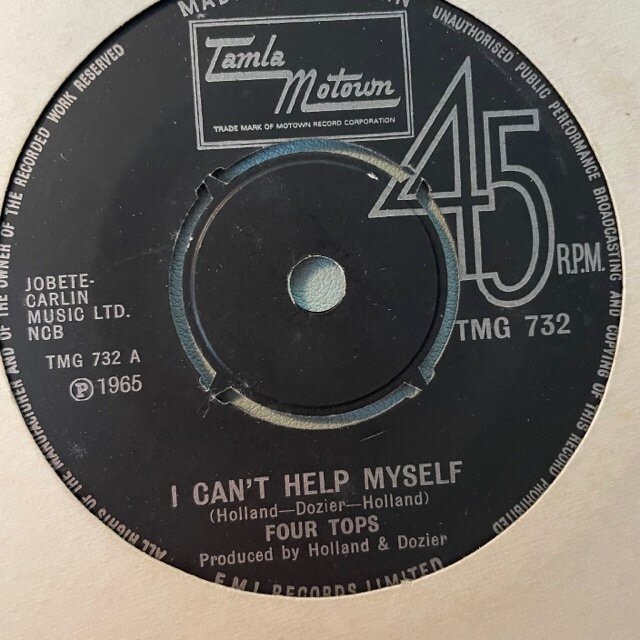 MADE IN
Tamla
Motown
TRADE MARK OF MOTOWN RECORD CORPORATION
UNAUTHORISED PUBLIC PERFORMANCE BROADCASTING AND COPYING OF THIS RECORD PROHIBITED
ALL RIGHTS OF THE MANUFACTURER AND OF THE OWNER OF THE RECORDED WORK RESERVED
45
R.P.M.
TMG 732
JOBETE-
CARLIN
MUSIC LTD.
NCB
TMG 732 A
Ⓟ 1965
I CAN'T HELP MYSELF
(Holland—Dozier—Holland)
FOUR TOPS
Produced by Holland & Dozier
E.M.I. RECORDS LIMITED